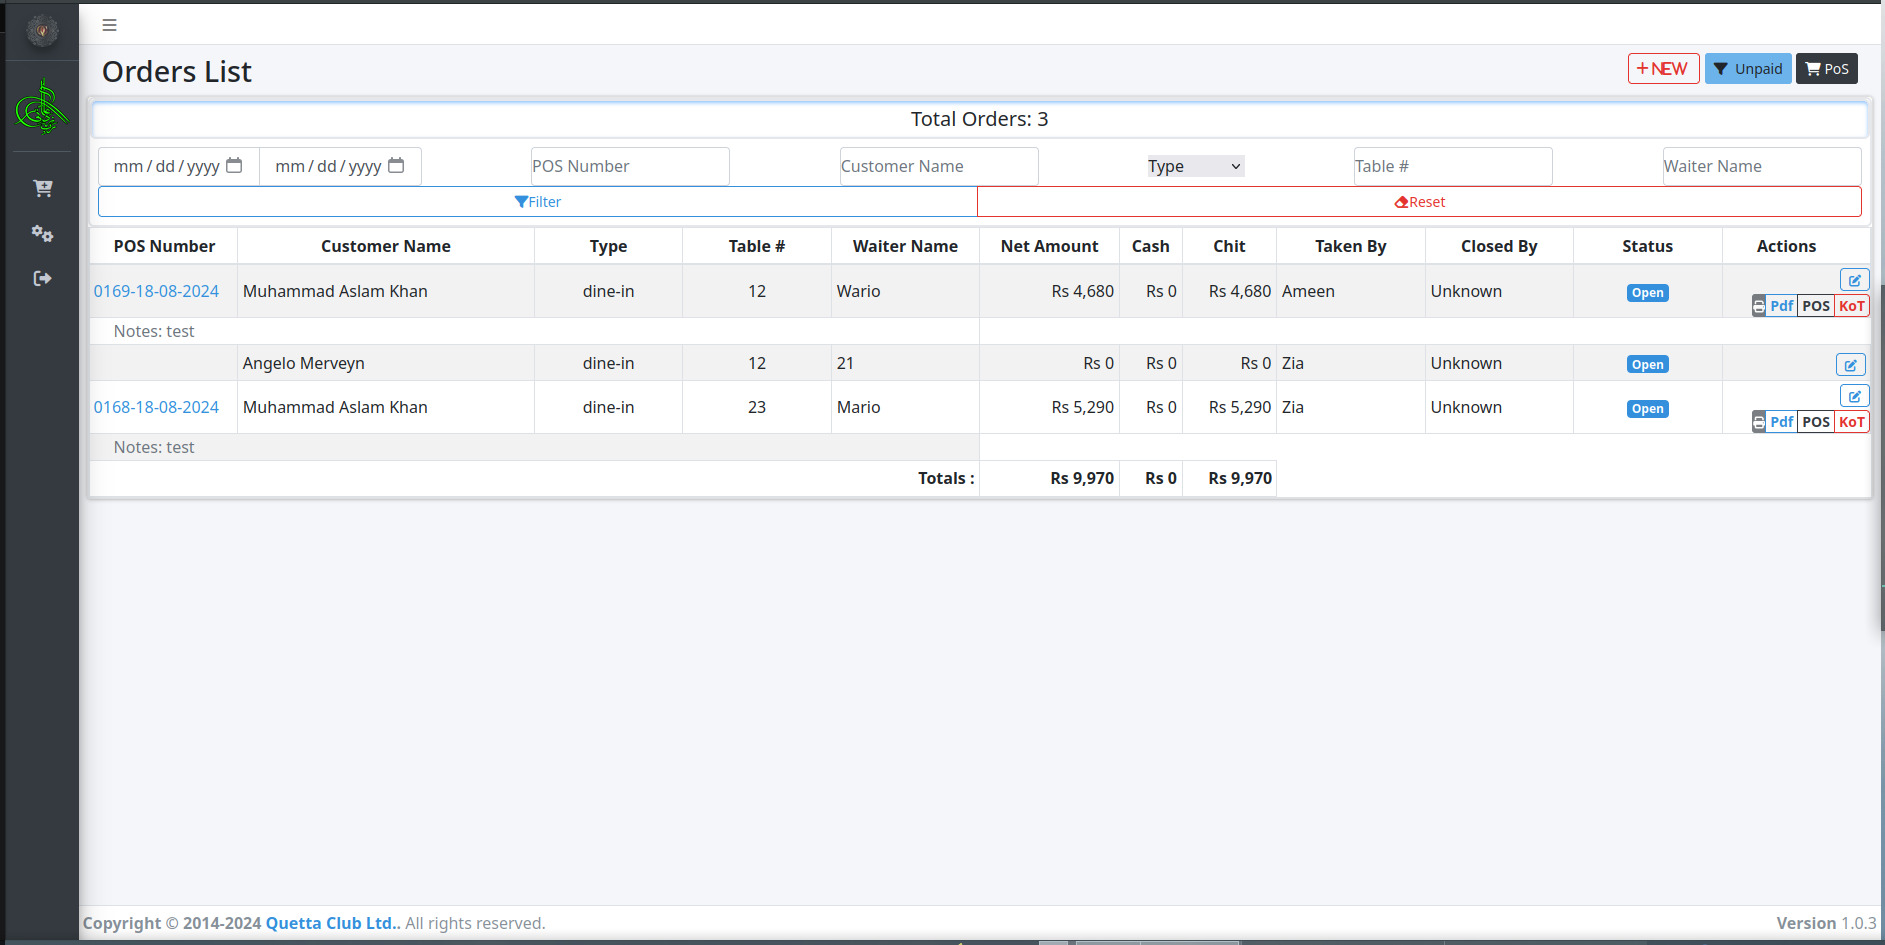 Orders List
+NEW
Unpaid
PoS
Total Orders: 3
mm/dd/yyyy
mm/dd/yyyy
POS Number
Customer Name
Type
Table #
Waiter Name
Filter
Reset
POS Number Customer Name Type Table # Waiter Name Net Amount Cash Chit Taken By Closed By Status Actions
0169-18-08-2024 Muhammad Aslam Khan dine-in 12 Wario Rs 4,680 Rs 0 Rs 4,680 Ameen Unknown Open
Pdf POS KoT
Notes: test
Angelo Merveyn dine-in 12 21 Rs 0 Rs 0 Rs 0 Zia Unknown Open
0168-18-08-2024 Muhammad Aslam Khan dine-in 23 Mario Rs 5,290 Rs 0 Rs 5,290 Zia Unknown Open
Pdf POS KoT
Notes: test
Totals : Rs 9,970 Rs 0 Rs 9,970
Copyright © 2014-2024 Quetta Club Ltd.. All rights reserved.
Version 1.0.3